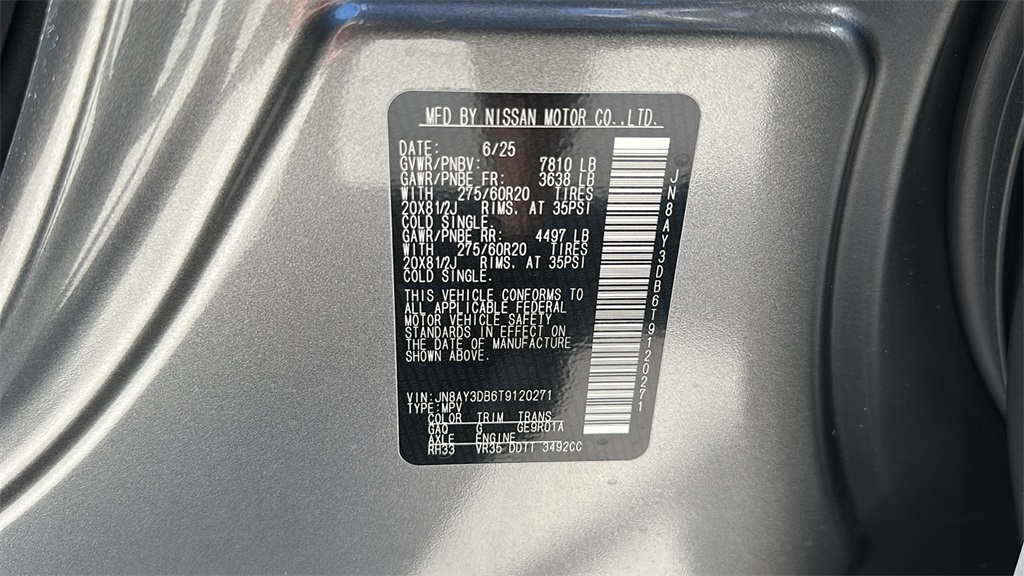 MFD BY NISSAN MOTOR CO.,LTD.
DATE: 6/25
GVWR/PNBV: 7810 LB
GAWR/PNBE FR: 3638 LB
WITH 275/60R20 TIRES
20X81/2J RIMS, AT 35PSI
COLD SINGLE.
GAWR/PNBE RR: 4497 LB
WITH 275/60R20 TIRES
20X81/2J RIMS, AT 35PSI
COLD SINGLE.
THIS VEHICLE CONFORMS TO
ALL APPLICABLE FEDERAL
MOTOR VEHICLE SAFETY
STANDARDS IN EFFECT ON
THE DATE OF MANUFACTURE
SHOWN ABOVE.
VIN: JN8AY3DB6T9120271
TYPE: MPV
COLOR TRIM TRANS
GAQ G GE9R01A
AXLE ENGINE
RH33 VR35 DDTT 3492CC
JN8AY3DB6T9120271